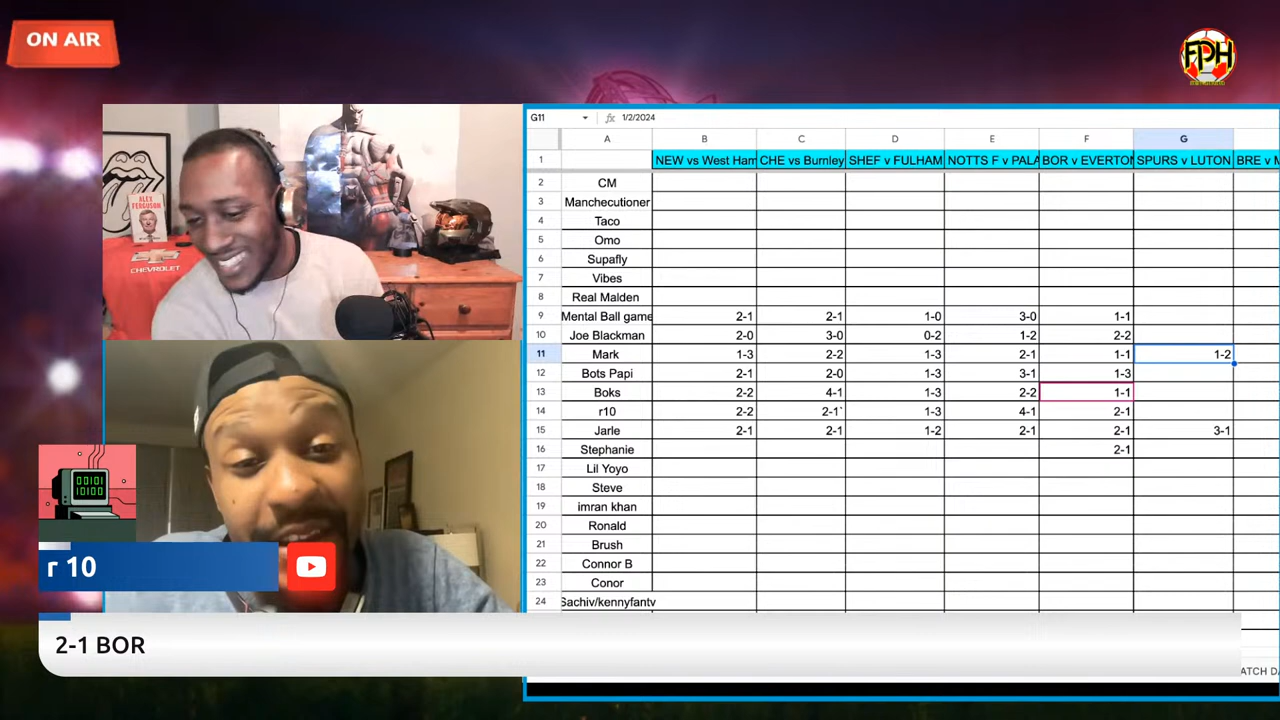 ON AIR
FPH
G11 fx 1/2/2024
A B C D E F G
1 NEW vs West Ham CHE vs Burnley SHEF v FULHAM NOTTS F v PALA BOR v EVERTON SPURS v LUTON BRE v M
2 CM
3 Manchecutioner
4 Taco
5 Omo
6 Supafly
7 Vibes
8 Real Malden
9 Mental Ball game 2-1 2-1 1-0 3-0 1-1
10 Joe Blackman 2-0 3-0 0-2 1-2 2-2
11 Mark 1-3 2-2 1-3 2-1 1-1 1-2
12 Bots Papi 2-1 2-0 1-3 3-1 1-3
13 Boks 2-2 4-1 1-3 2-2 1-1
14 r10 2-2 2-1` 1-3 4-1 2-1
15 Jarle 2-1 2-1 1-2 2-1 2-1 3-1
16 Stephanie 2-1
17 Lil Yoyo
18 Steve
19 imran khan
20 Ronald
21 Brush
22 Connor B
23 Conor
24 Sachiv/kennyfantv
ATCH DA
ALEX
FERGUSON
CHEVROLET
00101
10100
r 10
2-1 BOR